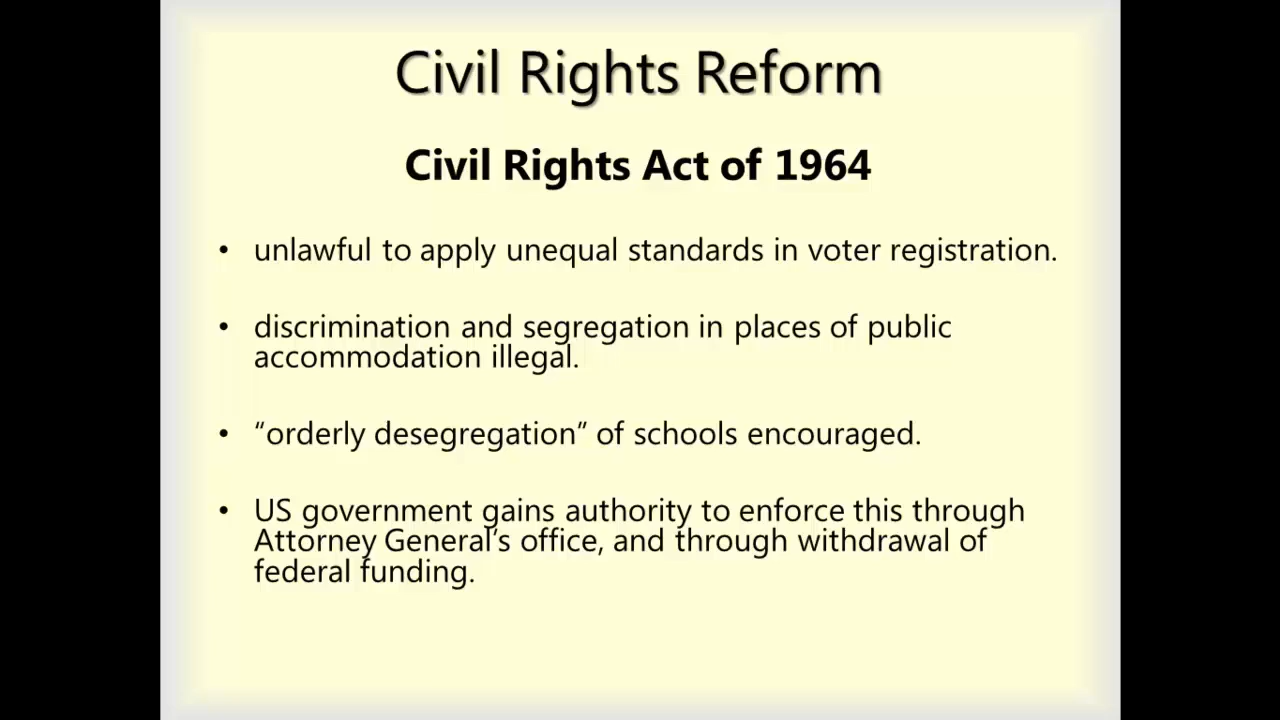 Civil Rights Reform
Civil Rights Act of 1964
• unlawful to apply unequal standards in voter registration.
• discrimination and segregation in places of public
accommodation illegal.
• “orderly desegregation” of schools encouraged.
• US government gains authority to enforce this through
Attorney General’s office, and through withdrawal of
federal funding.